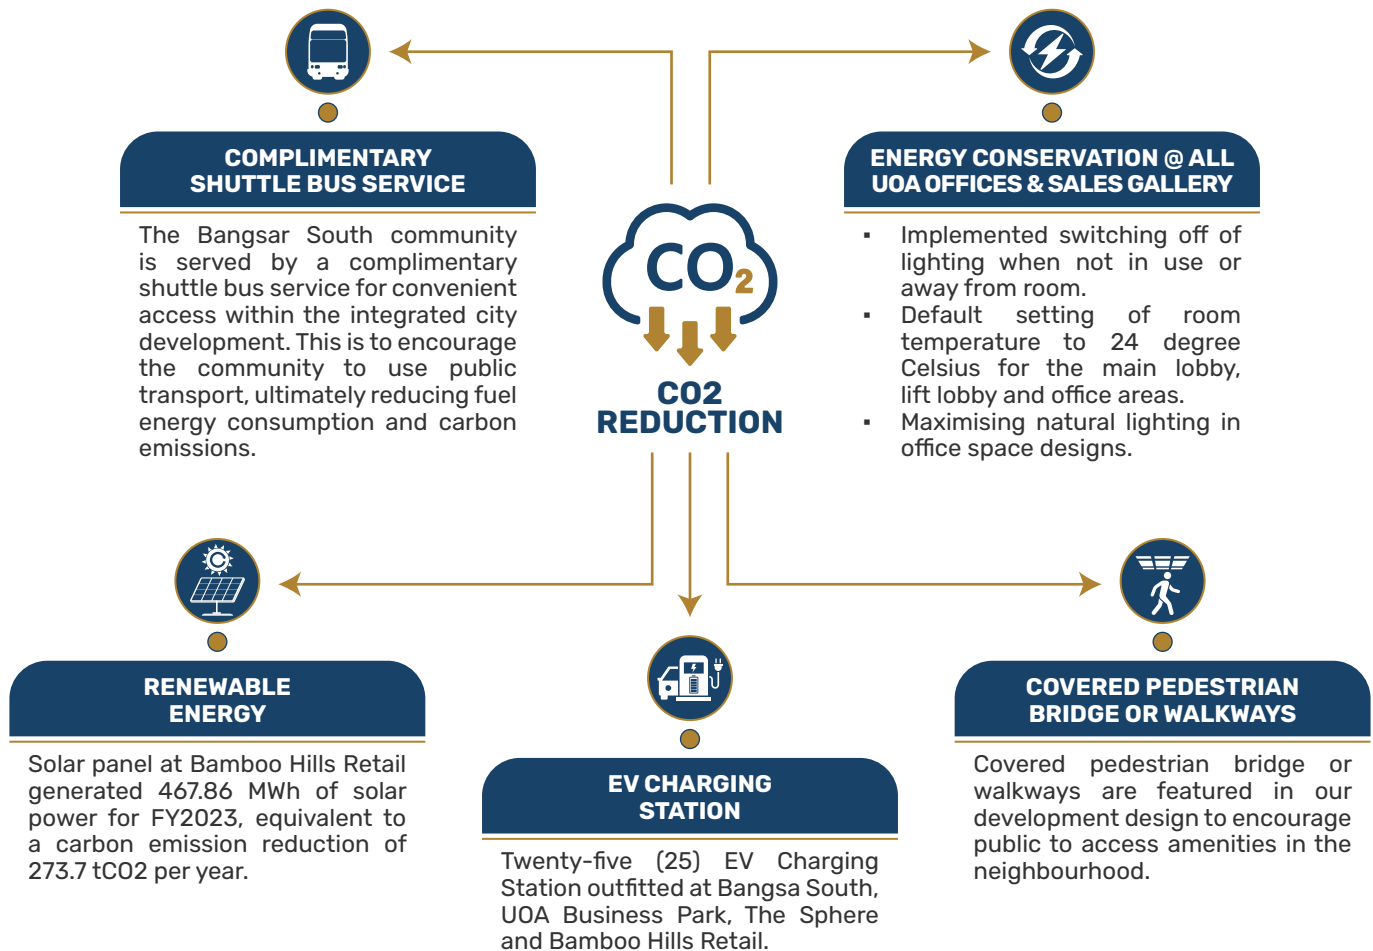 COMPLIMENTARY
SHUTTLE BUS SERVICE
The Bangsar South community
is served by a complimentary
shuttle bus service for convenient
access within the integrated city
development. This is to encourage
the community to use public
transport, ultimately reducing fuel
energy consumption and carbon
emissions.
CO2
CO2
REDUCTION
ENERGY CONSERVATION @ ALL
UOA OFFICES & SALES GALLERY
▪ Implemented switching off of
lighting when not in use or
away from room.
▪ Default setting of room
temperature to 24 degree
Celsius for the main lobby,
lift lobby and office areas.
▪ Maximising natural lighting in
office space designs.
RENEWABLE
ENERGY
Solar panel at Bamboo Hills Retail
generated 467.86 MWh of solar
power for FY2023, equivalent to
a carbon emission reduction of
273.7 tCO2 per year.
EV CHARGING
STATION
Twenty-five (25) EV Charging
Station outfitted at Bangsa South,
UOA Business Park, The Sphere
and Bamboo Hills Retail.
COVERED PEDESTRIAN
BRIDGE OR WALKWAYS
Covered pedestrian bridge or
walkways are featured in our
development design to encourage
public to access amenities in the
neighbourhood.